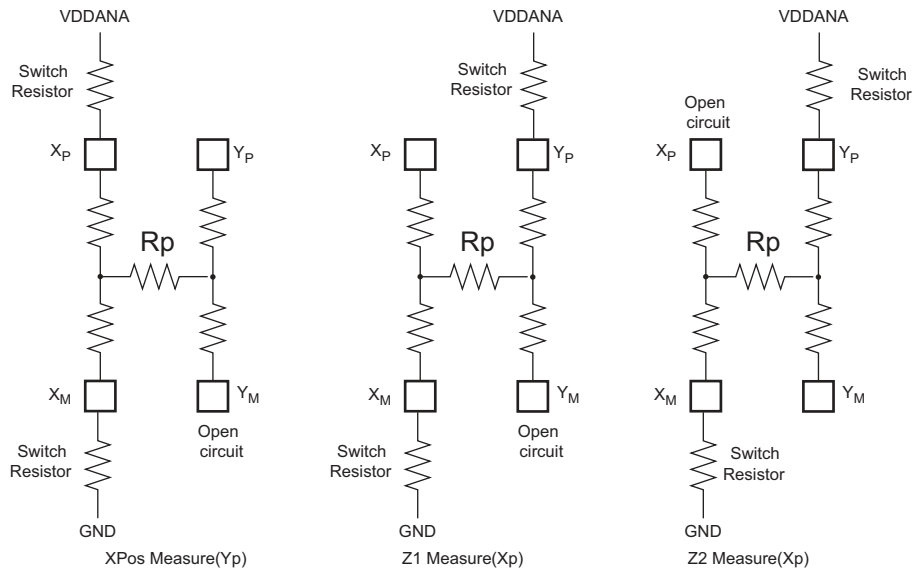 VDDANA
Switch
Resistor
XP
YP
Rp
XM
YM
Open
circuit
Switch
Resistor
GND
XPos Measure(Yp)
VDDANA
Switch
Resistor
XP
YP
Rp
XM
YM
Open
circuit
Switch
Resistor
GND
Z1 Measure(Xp)
VDDANA
Switch
Resistor
Open
circuit
XP
YP
Rp
XM
YM
Switch
Resistor
GND
Z2 Measure(Xp)